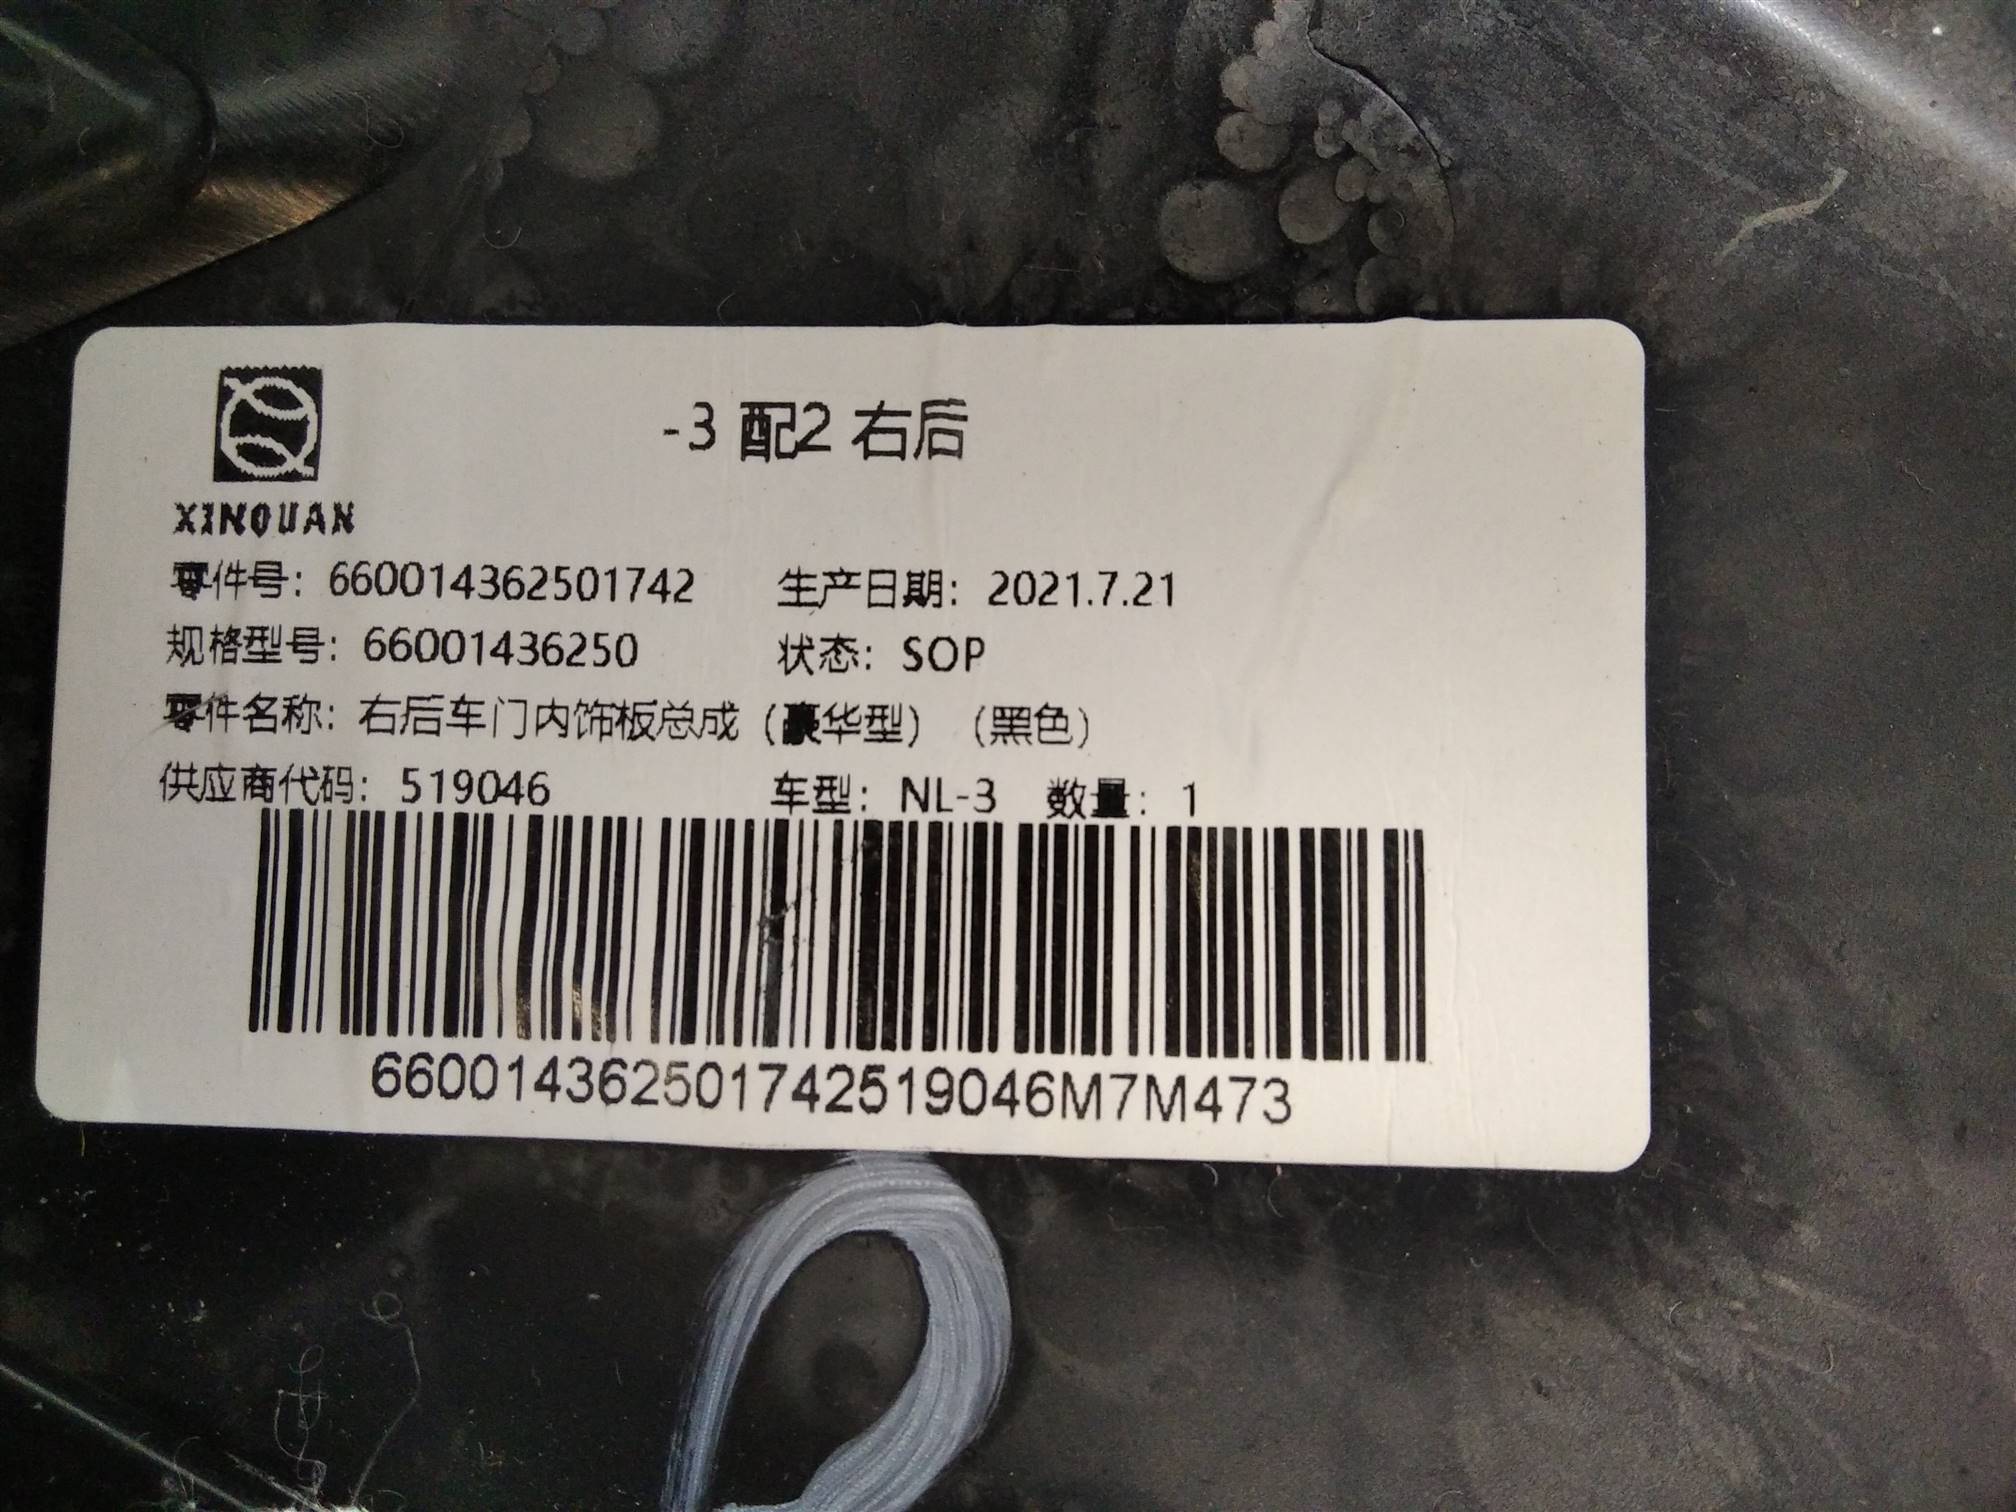 -3 配2 右后
XINQUAN
零件号：660014362501742 生产日期：2021.7.21
规格型号：66001436250 状态：SOP
零件名称：右后车门内饰板总成（豪华型）（黑色）
供应商代码：519046 车型：NL-3 数量：1
660014362501742519046M7M473